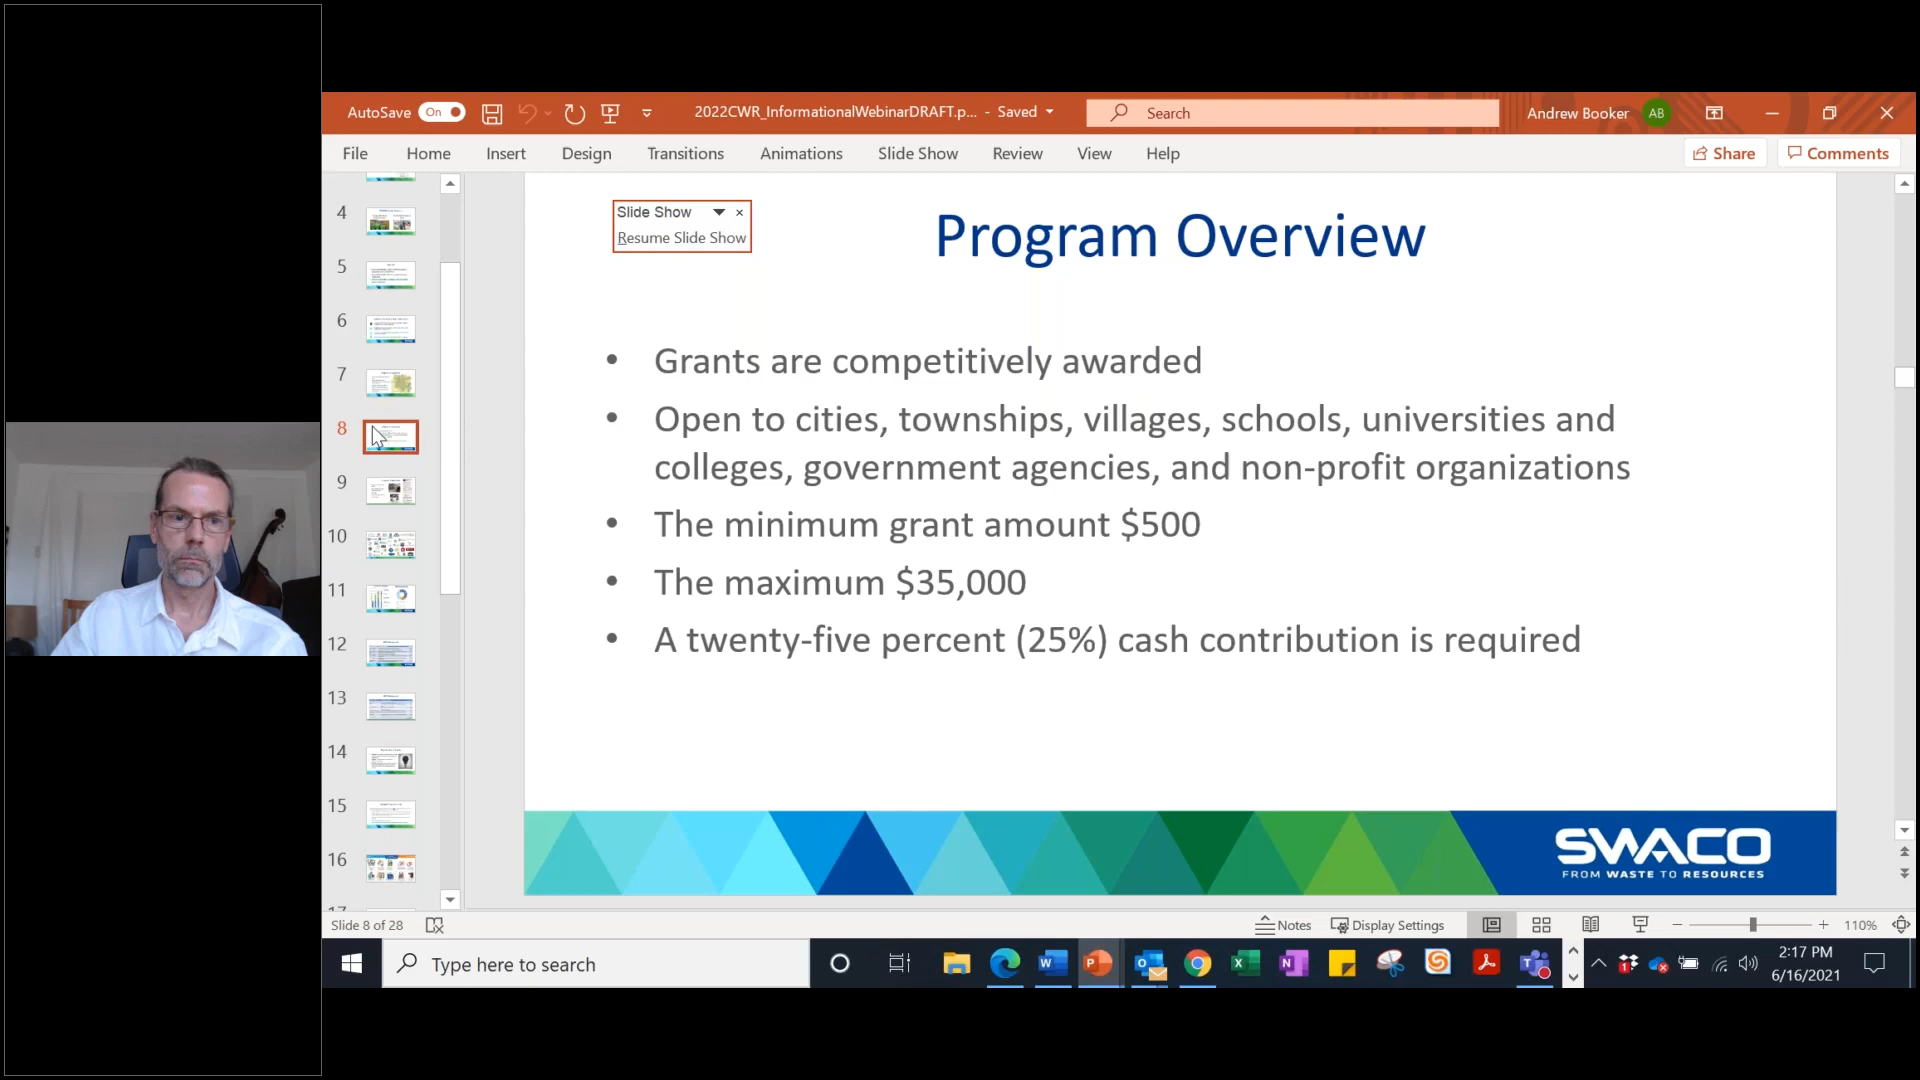 AutoSave On 2022CWR_InformationalWebinarDRAFT.p... - Saved Search Andrew Booker AB
File Home Insert Design Transitions Animations Slide Show Review View Help Share Comments
Slide Show
Resume Slide Show
4
5
6
7
8
9
10
11
12
13
14
15
16
Program Overview
• Grants are competitively awarded
• Open to cities, townships, villages, schools, universities and
colleges, government agencies, and non-profit organizations
• The minimum grant amount $500
• The maximum $35,000
• A twenty-five percent (25%) cash contribution is required
SWACO
FROM WASTE TO RESOURCES
Slide 8 of 28 Notes Display Settings 110%
Type here to search
2:17 PM
6/16/2021